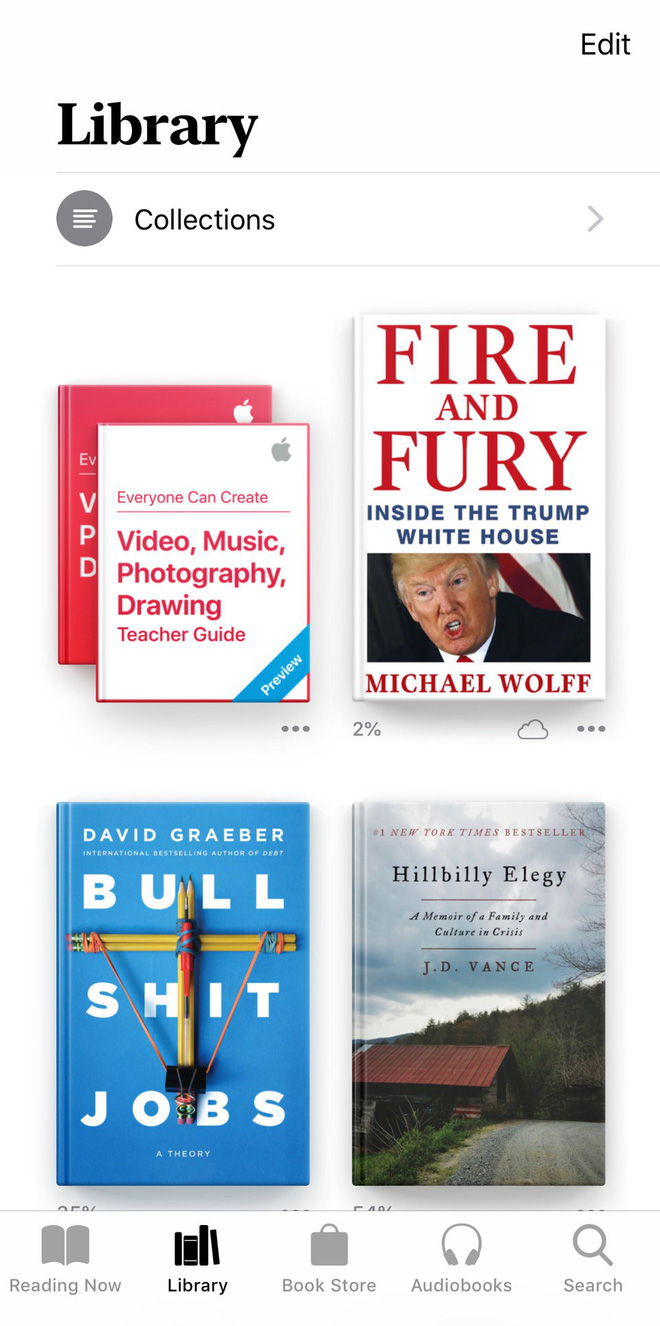 Edit
Library
Collections
Ev
V
P
D
Everyone Can Create
Video, Music,
Photography,
Drawing
Teacher Guide
Preview
FIRE
AND
FURY
INSIDE THE TRUMP
WHITE HOUSE
MICHAEL WOLFF
2%
DAVID GRAEBER
INTERNATIONAL BESTSELLING AUTHOR OF DEBT
BULL
SHIT
JOBS
A THEORY
#1 NEW YORK TIMES BESTSELLER
Hillbilly Elegy
A Memoir of a Family and
Culture in Crisis
J.D. VANCE
Reading Now
Library
Book Store
Audiobooks
Search